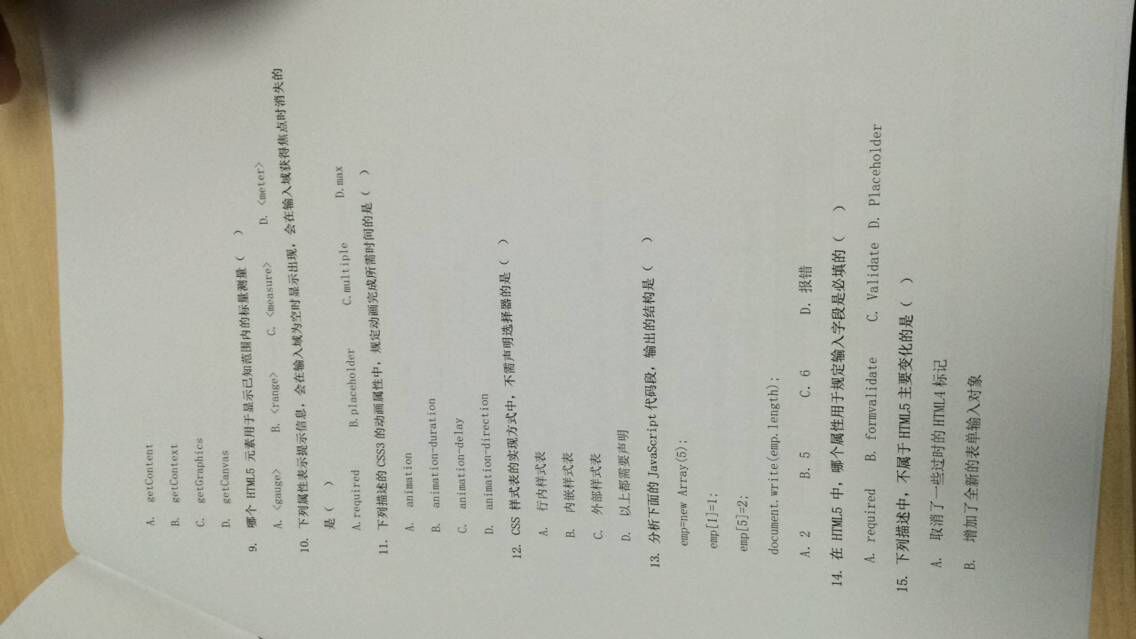 A. getContent
B. getContext
C. getGraphics
D. getCanvas
9. 哪个 HTML5 元素用于显示已知范围内的标量测量（ ）
A. <gauge> B. <range> C. <measure> D. <meter>
10. 下列属性表示提示信息，会在输入域为空时显示出现，会在输入域获得焦点时消失的
是（ ）
A.required B.placeholder C.multiple D.max
11. 下列描述的 CSS3 的动画属性中，规定动画完成所需时间的是（ ）
A. animation
B. animation-duration
C. animation-delay
D. animation-direction
12. CSS 样式表的实现方式中，不需声明选择器的是（ ）
A. 行内样式表
B. 内嵌样式表
C. 外部样式表
D. 以上都需要声明
13. 分析下面的 JavaScript 代码段，输出的结构是（ ）
emp=new Array(5);
emp[1]=1;
emp[5]=2;
document.write(emp.length);
A. 2 B. 5 C. 6 D. 报错
14. 在 HTML5 中，哪个属性用于规定输入字段是必填的（ ）
A. required B. formvalidate C. Validate D. Placeholder
15. 下列描述中，不属于 HTML5 主要变化的是（ ）
A. 取消了一些过时的 HTML4 标记
B. 增加了全新的表单输入对象